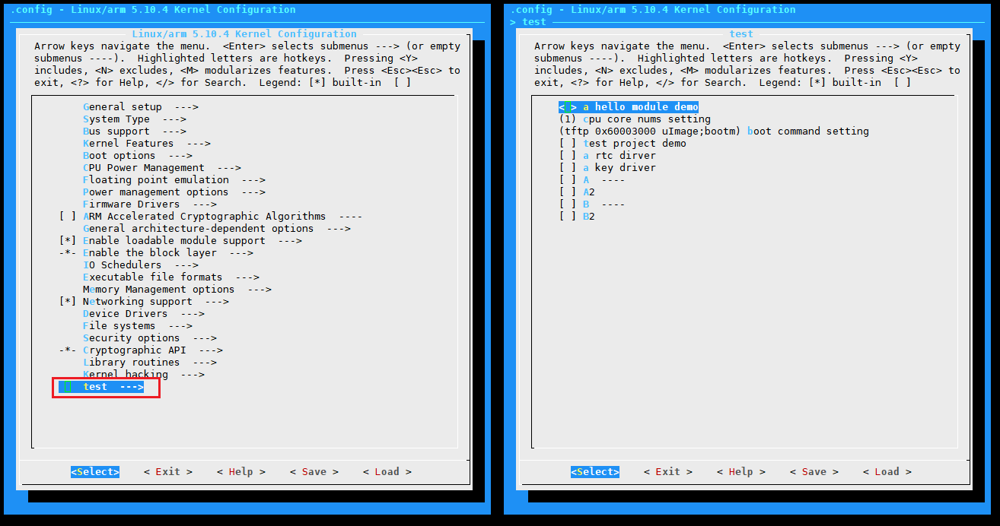 .config - Linux/arm 5.10.4 Kernel Configuration
Linux/arm 5.10.4 Kernel Configuration
Arrow keys navigate the menu.  <Enter> selects submenus ---> (or empty
submenus ----).  Highlighted letters are hotkeys.  Pressing <Y>
includes, <N> excludes, <M> modularizes features.  Press <Esc><Esc> to
exit, <?> for Help, </> for Search.  Legend: [*] built-in  [ ]
General setup  --->
System Type  --->
Bus support  --->
Kernel Features  --->
Boot options  --->
CPU Power Management  --->
Floating point emulation  --->
Power management options  --->
Firmware Drivers  --->
[ ] ARM Accelerated Cryptographic Algorithms  ----
General architecture-dependent options  --->
[*] Enable loadable module support  --->
-*- Enable the block layer  --->
IO Schedulers  --->
Executable file formats  --->
Memory Management options  --->
[*] Networking support  --->
Device Drivers  --->
File systems  --->
Security options  --->
-*- Cryptographic API  --->
Library routines  --->
Kernel hacking  --->
test  --->
<Select>    < Exit >    < Help >    < Save >    < Load >
.config - Linux/arm 5.10.4 Kernel Configuration
> test
test
Arrow keys navigate the menu.  <Enter> selects submenus ---> (or empty
submenus ----).  Highlighted letters are hotkeys.  Pressing <Y>
includes, <N> excludes, <M> modularizes features.  Press <Esc><Esc> to
exit, <?> for Help, </> for Search.  Legend: [*] built-in  [ ]
< > a hello module demo
(1) cpu core nums setting
(tftp 0x60003000 uImage;bootm) boot command setting
[ ] test project demo
[ ] a rtc dirver
[ ] a key driver
[ ] A  ----
[ ] A2
[ ] B  ----
[ ] B2
<Select>    < Exit >    < Help >    < Save >    < Load >